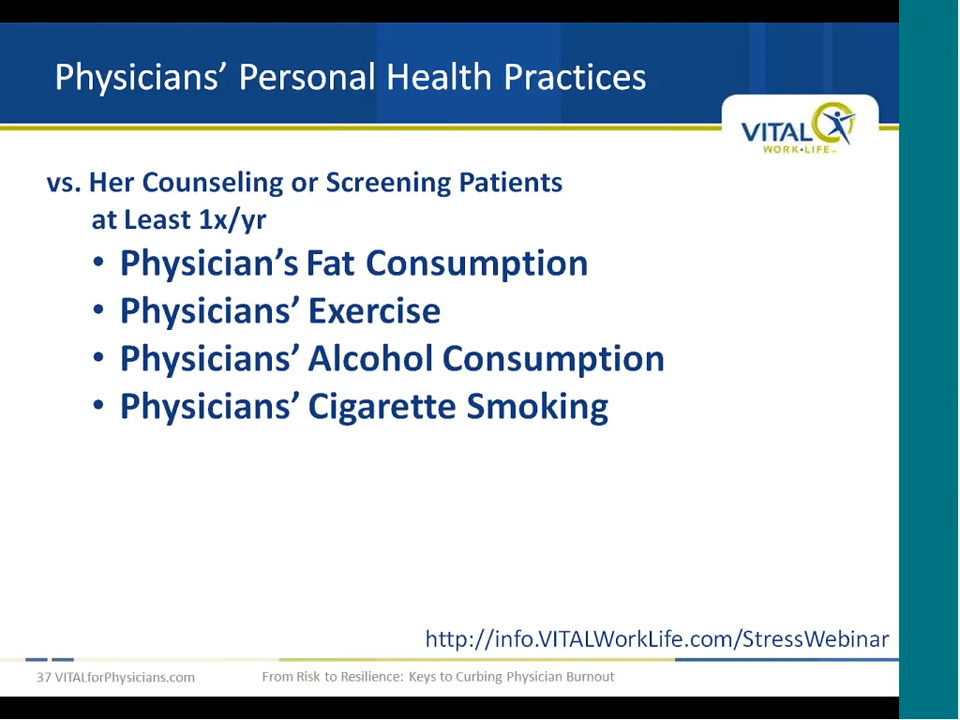 Physicians’ Personal Health Practices
VITAL
WORK•LIFE
vs. Her Counseling or Screening Patients
at Least 1x/yr
• Physician’s Fat Consumption
• Physicians’ Exercise
• Physicians’ Alcohol Consumption
• Physicians’ Cigarette Smoking
http://info.VITALWorkLife.com/StressWebinar
37 VITALforPhysicians.com
From Risk to Resilience: Keys to Curbing Physician Burnout